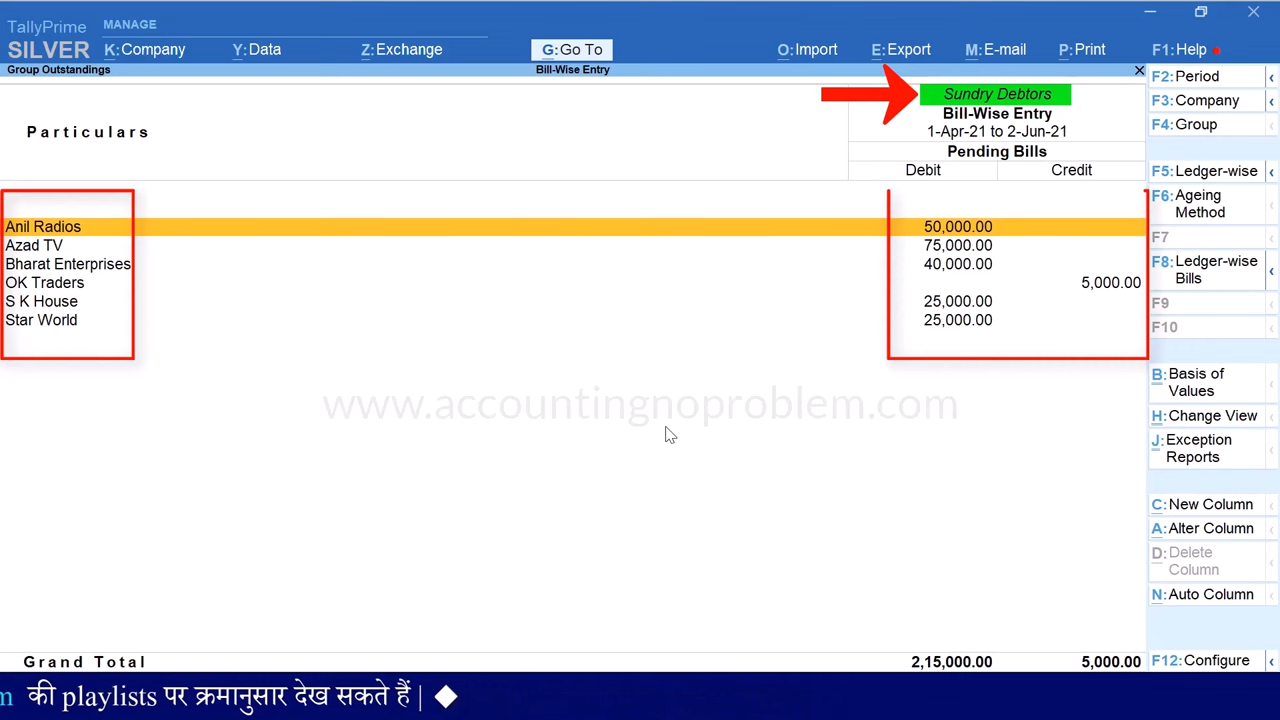 TallyPrime MANAGE
SILVER K:Company Y:Data Z:Exchange G:Go To O:Import E:Export M:E-mail P:Print F1:Help
Group Outstandings Bill-Wise Entry
Particulars
Sundry Debtors
Bill-Wise Entry
1-Apr-21 to 2-Jun-21
Pending Bills
Debit Credit
Anil Radios 50,000.00
Azad TV 75,000.00
Bharat Enterprises 40,000.00
OK Traders 5,000.00
S K House 25,000.00
Star World 25,000.00
www.accountingnoproblem.com
Grand Total 2,15,000.00 5,000.00
F2:Period
F3:Company
F4:Group
F5:Ledger-wise
F6:Ageing
Method
F7
F8:Ledger-wise
Bills
F9
F10
B:Basis of
Values
H:Change View
J:Exception
Reports
C:New Column
A:Alter Column
D:Delete
Column
N:Auto Column
F12:Configure
m की playlists पर क्रमानुसार देख सकते हैं | ◆